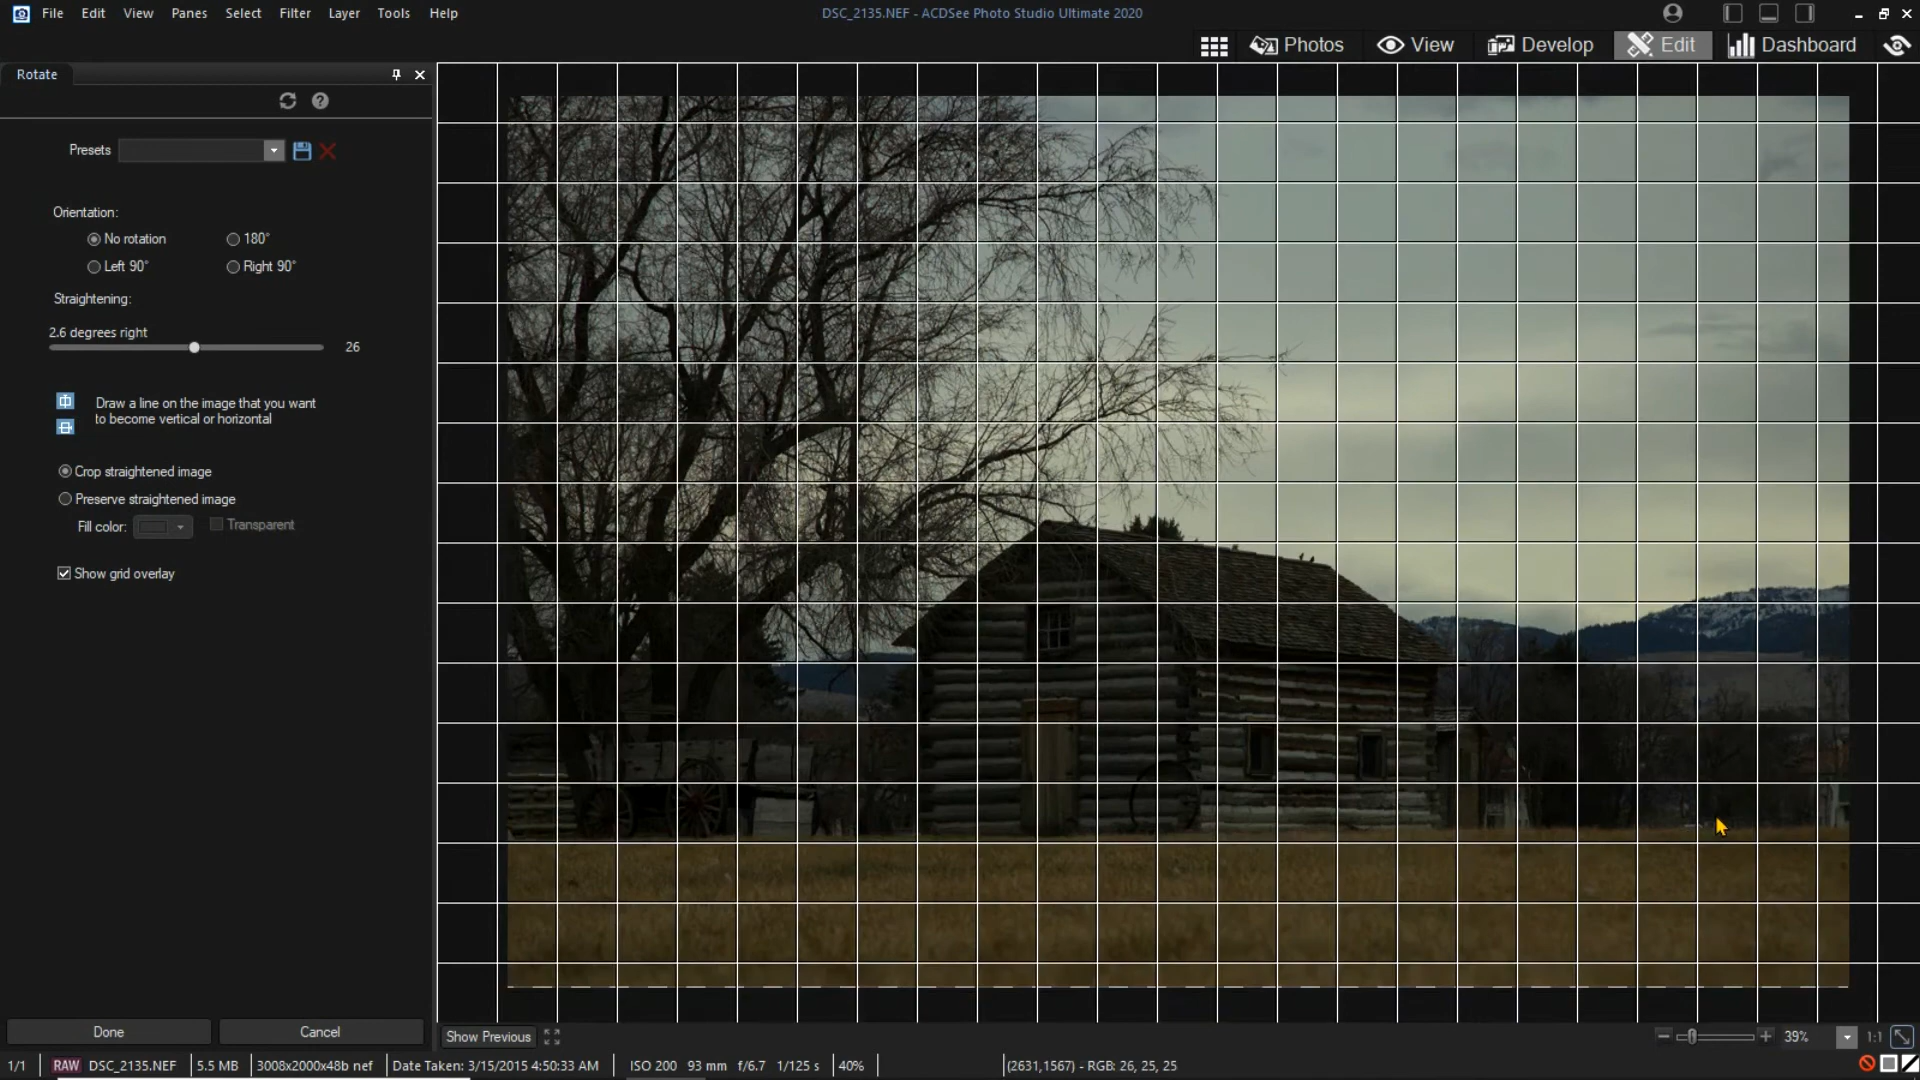 File Edit View Panes Select Filter Layer Tools Help
DSC_2135.NEF - ACDSee Photo Studio Ultimate 2020
Photos View Develop Edit Dashboard
Rotate
Presets
Orientation:
No rotation 180°
Left 90° Right 90°
Straightening:
2.6 degrees right
26
Draw a line on the image that you want
to become vertical or horizontal
Crop straightened image
Preserve straightened image
Fill color: Transparent
Show grid overlay
Done Cancel
Show Previous
39% 1:1
1/1 RAW DSC_2135.NEF 5.5 MB 3008x2000x48b nef Date Taken: 3/15/2015 4:50:33 AM ISO 200 93 mm f/6.7 1/125 s 40% (2631,1567) - RGB: 26, 25, 25